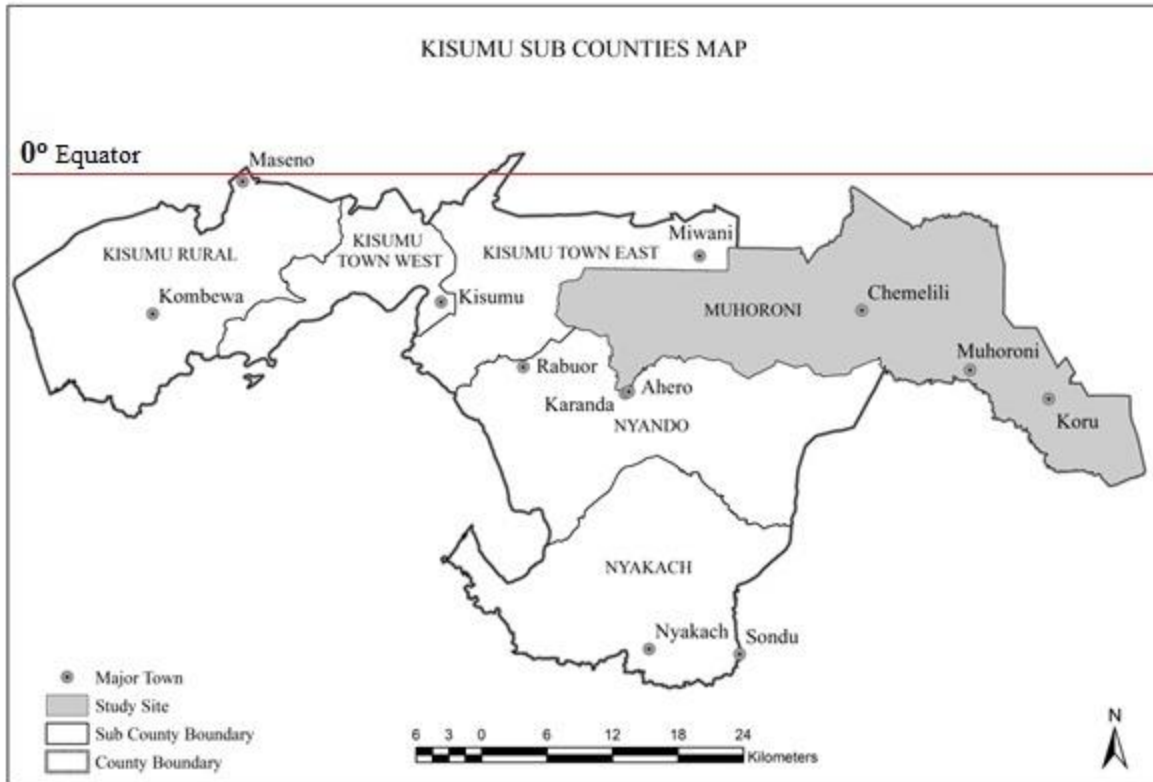 KISUMU SUB COUNTIES MAP
0° Equator
Maseno
KISUMU RURAL
KISUMU
TOWN WEST
KISUMU TOWN EAST
Miwani
Kombewa
Kisumu
MUHORONI
Chemelili
Rabuor
Muhoroni
Ahero
Karanda
NYANDO
Koru
NYAKACH
Nyakach
Sondu
Major Town
Study Site
Sub County Boundary
County Boundary
6 3 0 6 12 18 24
Kilometers
N